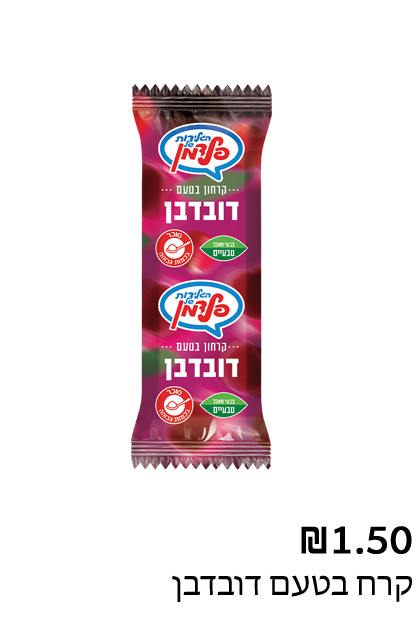 הגלידות
של
פלדמן
••• קרחון בטעם •••
דובדבן
סוכר
בכמות גבוהה
צבעי מאכל
טבעיים
הגלידות
של
פלדמן
••• קרחון בטעם •••
דובדבן
סוכר
בכמות גבוהה
צבעי מאכל
טבעיים
₪1.50
קרח בטעם דובדבן